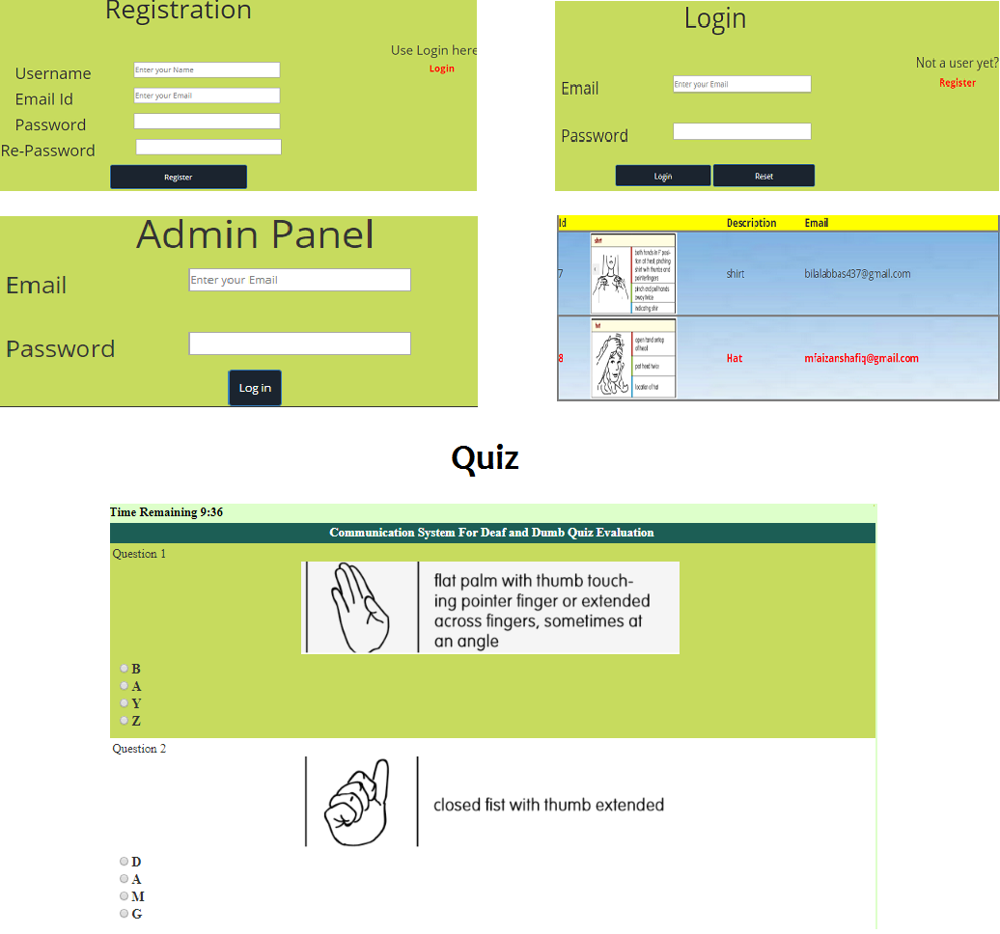 Registration
Use Login here
Login
Username
Enter your Name
Email Id
Enter your Email
Password
Re-Password
Register
Login
Not a user yet?
Register
Email
Enter your Email
Password
Login
Reset
Admin Panel
Email
Enter your Email
Password
Log in
Id
Description
Email
7
shirt
both hands in F posi-
tion at chest, pinching
shirt with thumbs and
pointerfingers
pinch and pull hands
away twice
indicating shirt
shirt
bilalabbas437@gmail.com
8
hat
open hand on top
of head
pat head twice
location of hat
Hat
mfaizanshafiq@gmail.com
Quiz
Time Remaining 9:36
Communication System For Deaf and Dumb Quiz Evaluation
Question 1
flat palm with thumb touch-
ing pointer finger or extended
across fingers, sometimes at
an angle
B
A
Y
Z
Question 2
closed fist with thumb extended
D
A
M
G